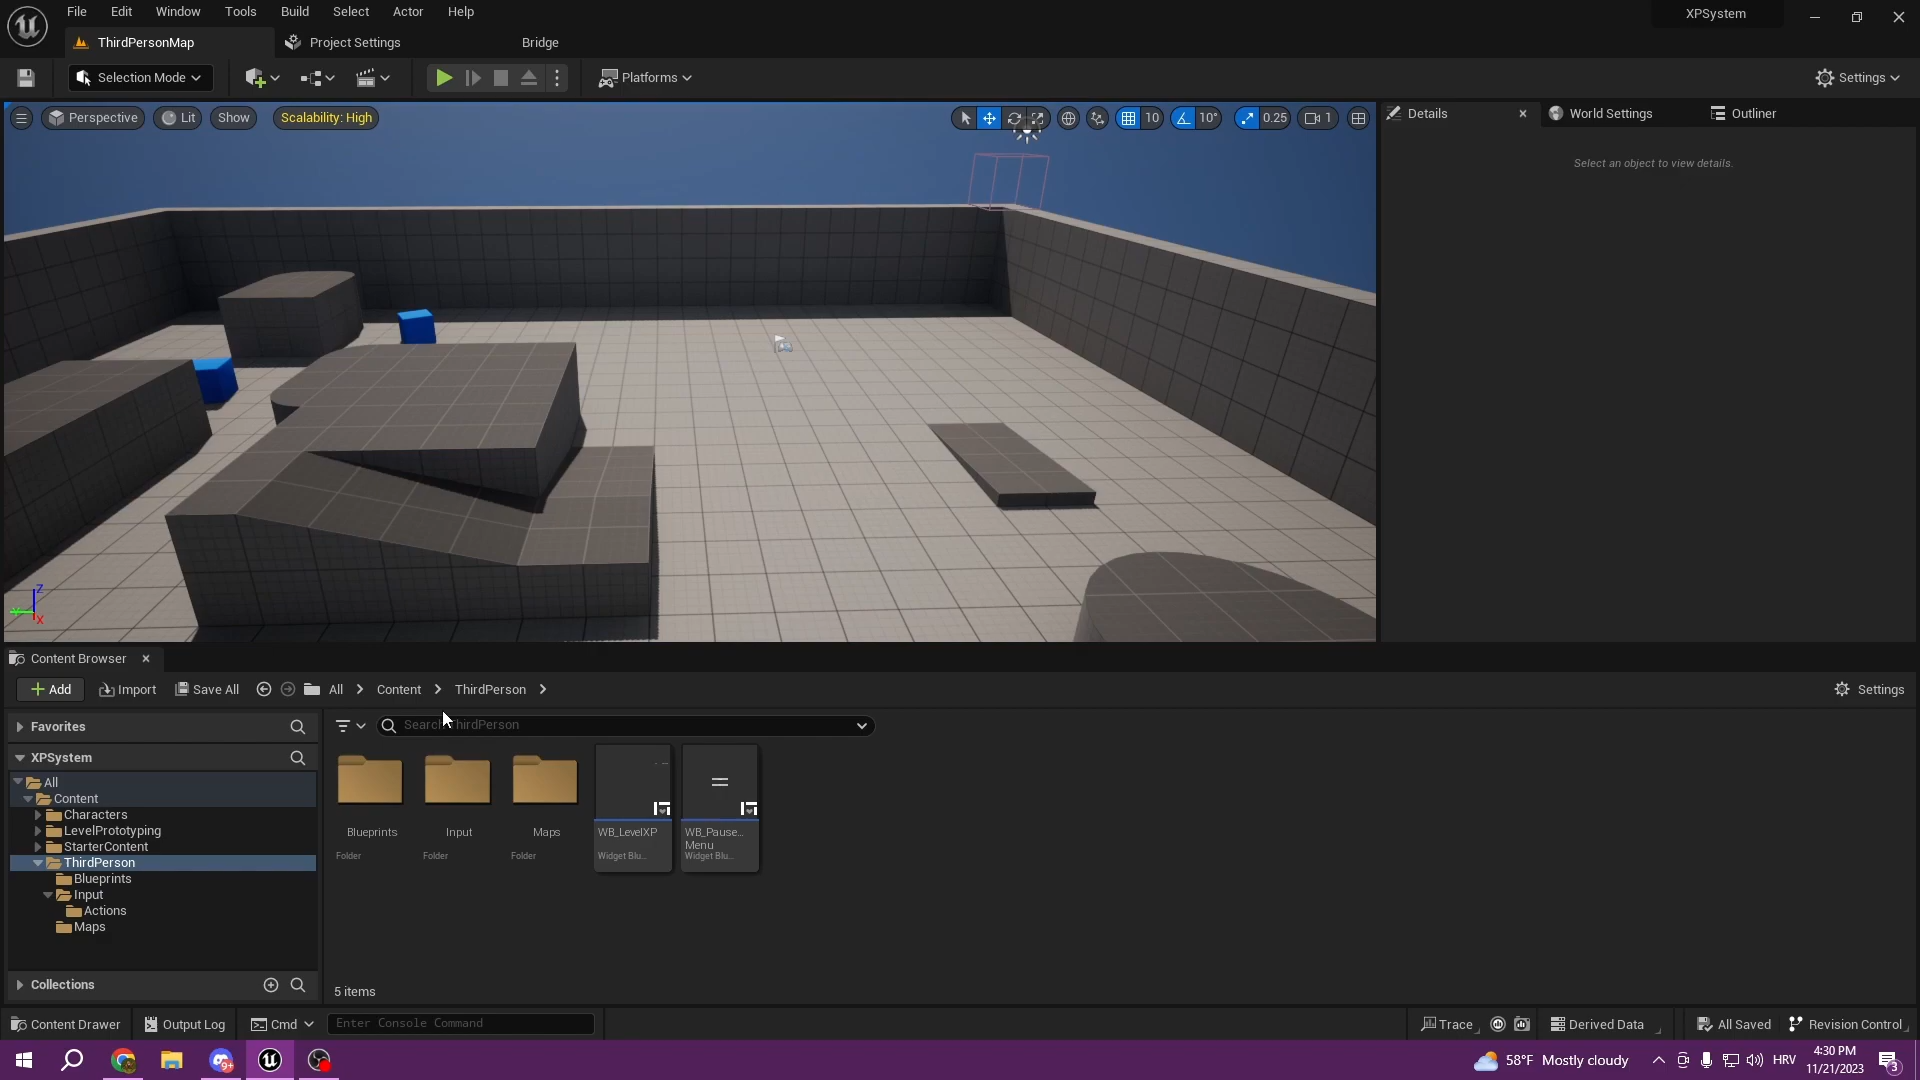 File Edit Window Tools Build Select Actor Help
XPSystem
ThirdPersonMap
Project Settings
Bridge
Selection Mode
Platforms
Settings
Perspective
Lit
Show
Scalability: High
10
10°
0.25
1
Details
World Settings
Outliner
Select an object to view details.
Z
X
Content Browser
Add
Import
Save All
All
Content
ThirdPerson
Settings
Favorites
Search ThirdPerson
XPSystem
All
Content
Characters
LevelPrototyping
StarterContent
ThirdPerson
Blueprints
Input
Actions
Maps
Collections
Blueprints
Folder
Input
Folder
Maps
Folder
WB_LevelXP
Widget Blu...
WB_Pause...
Menu
Widget Blu...
5 items
Content Drawer
Output Log
Cmd
Enter Console Command
Trace
Derived Data
All Saved
Revision Control
9+
58°F Mostly cloudy
HRV
4:30 PM
11/21/2023
3